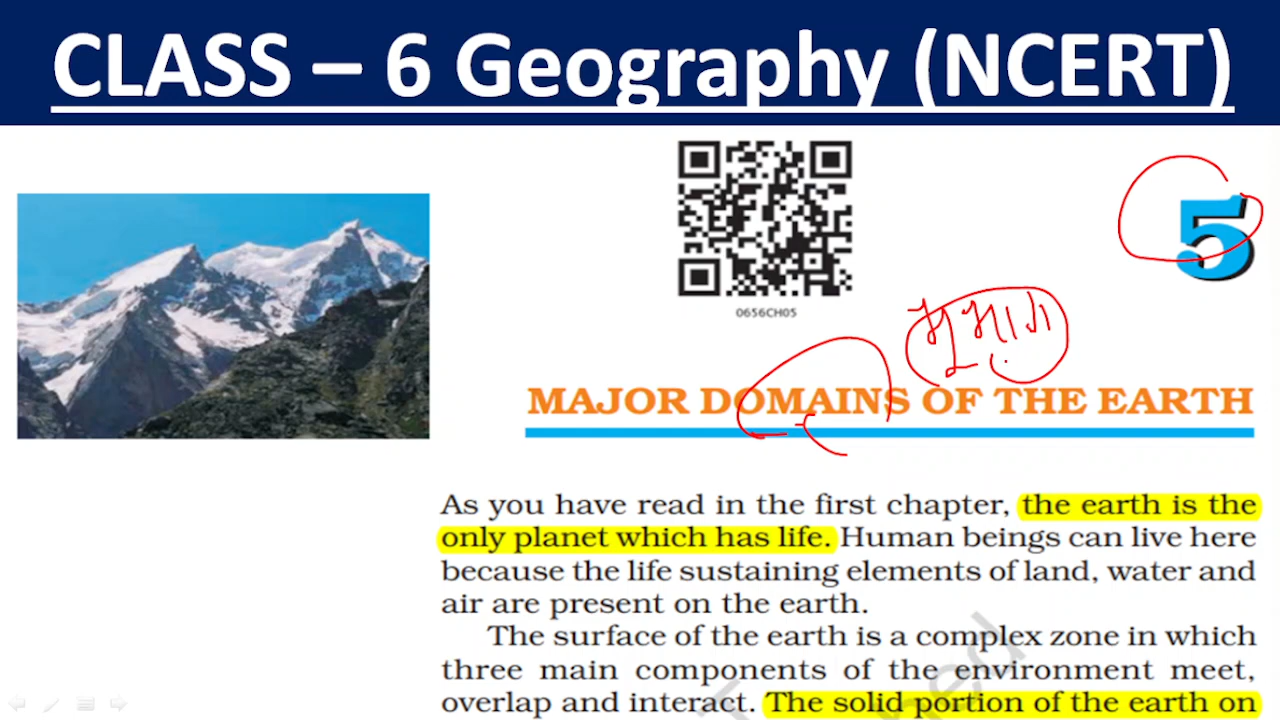 CLASS – 6 Geography (NCERT)
0656CH05
5
भूभाग
MAJOR DOMAINS OF THE EARTH
As you have read in the first chapter, the earth is the
only planet which has life. Human beings can live here
because the life sustaining elements of land, water and
air are present on the earth.
The surface of the earth is a complex zone in which
three main components of the environment meet,
overlap and interact. The solid portion of the earth on